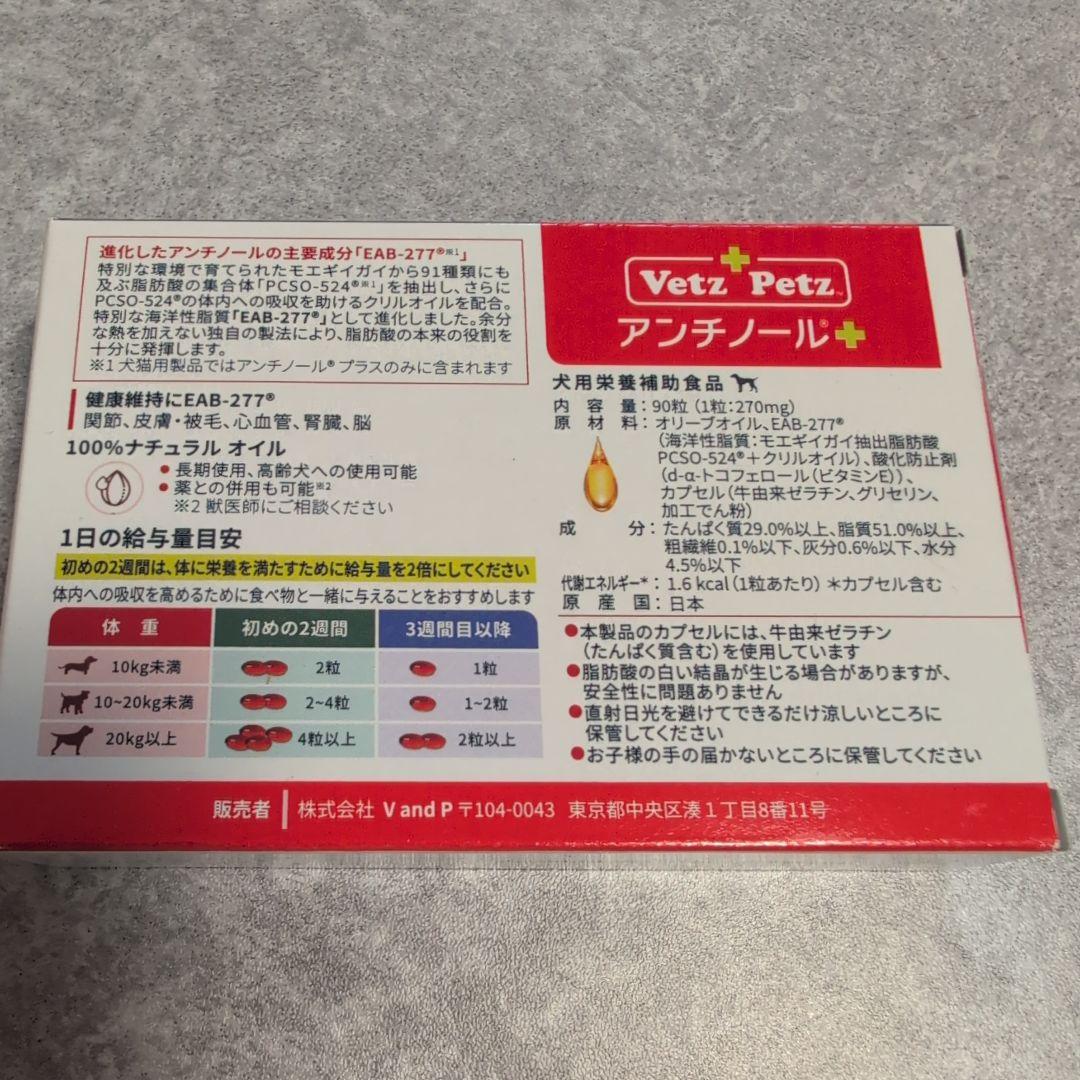 進化したアンチノールの主要成分「EAB-277®※1」
特別な環境で育てられたモエギイガイから91種類にも
及ぶ脂肪酸の集合体「PCSO-524®※1」を抽出し、さらに
PCSO-524®の体内への吸収を助けるクリルオイルを配合。
特別な海洋性脂質「EAB-277®」として進化しました。余分
な熱を加えない独自の製法により、脂肪酸の本来の役割を
十分に発揮します。
※1 犬猫用製品ではアンチノール® プラスのみに含まれます
健康維持にEAB-277®
関節、皮膚・被毛、心血管、腎臓、脳
100%ナチュラル オイル
●長期使用、高齢犬への使用可能
●薬との併用も可能※2
※2 獣医師にご相談ください
1日の給与量目安
初めの2週間は、体に栄養を満たすために給与量を2倍にしてください
体内への吸収を高めるために食べ物と一緒に与えることをおすすめします
体 重 初めの2週間 3週間目以降
10kg未満 2粒 1粒
10~20kg未満 2~4粒 1~2粒
20kg以上 4粒以上 2粒以上
Vetz Petz™
アンチノール®+
犬用栄養補助食品
内容量:90粒(1粒:270mg)
原材料:オリーブオイル、EAB-277®
(海洋性脂質:モエギイガイ抽出脂肪酸
PCSO-524®+クリルオイル)、酸化防止剤
(d-α-トコフェロール(ビタミンE))、
カプセル(牛由来ゼラチン、グリセリン、
加工でん粉)
成分:たんぱく質29.0%以上、脂質51.0%以上、
粗繊維0.1%以下、灰分0.6%以下、水分
4.5%以下
代謝エネルギー*:1.6 kcal(1粒あたり) *カプセル含む
原産国:日本
●本製品のカプセルには、牛由来ゼラチン
(たんぱく質含む)を使用しています
●脂肪酸の白い結晶が生じる場合がありますが、
安全性に問題ありません
●直射日光を避けてできるだけ涼しいところに
保管してください
●お子様の手の届かないところに保管してください
販売者 株式会社 V and P 〒104-0043 東京都中央区湊1丁目8番11号